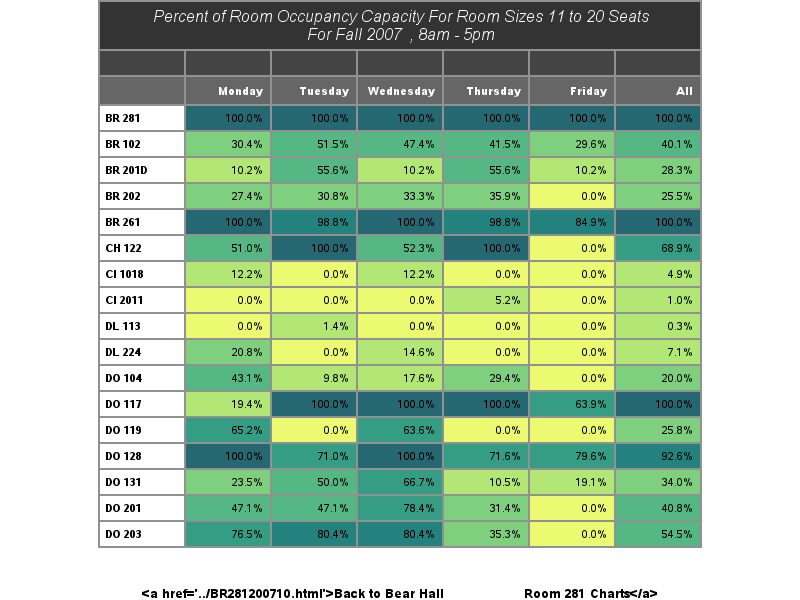 Percent of Room Occupancy Capacity For Room Sizes 11 to 20 Seats
For Fall 2007 , 8am - 5pm
Monday Tuesday Wednesday Thursday Friday All
BR 281 100.0% 100.0% 100.0% 100.0% 100.0% 100.0%
BR 102 30.4% 51.5% 47.4% 41.5% 29.6% 40.1%
BR 201D 10.2% 55.6% 10.2% 55.6% 10.2% 28.3%
BR 202 27.4% 30.8% 33.3% 35.9% 0.0% 25.5%
BR 261 100.0% 98.8% 100.0% 98.8% 84.9% 100.0%
CH 122 51.0% 100.0% 52.3% 100.0% 0.0% 68.9%
CI 1018 12.2% 0.0% 12.2% 0.0% 0.0% 4.9%
CI 2011 0.0% 0.0% 0.0% 5.2% 0.0% 1.0%
DL 113 0.0% 1.4% 0.0% 0.0% 0.0% 0.3%
DL 224 20.8% 0.0% 14.6% 0.0% 0.0% 7.1%
DO 104 43.1% 9.8% 17.6% 29.4% 0.0% 20.0%
DO 117 19.4% 100.0% 100.0% 100.0% 63.9% 100.0%
DO 119 65.2% 0.0% 63.6% 0.0% 0.0% 25.8%
DO 128 100.0% 71.0% 100.0% 71.6% 79.6% 92.6%
DO 131 23.5% 50.0% 66.7% 10.5% 19.1% 34.0%
DO 201 47.1% 47.1% 78.4% 31.4% 0.0% 40.8%
DO 203 76.5% 80.4% 80.4% 35.3% 0.0% 54.5%
<a href='../BR281200710.html'>Back to Bear Hall Room 281 Charts</a>